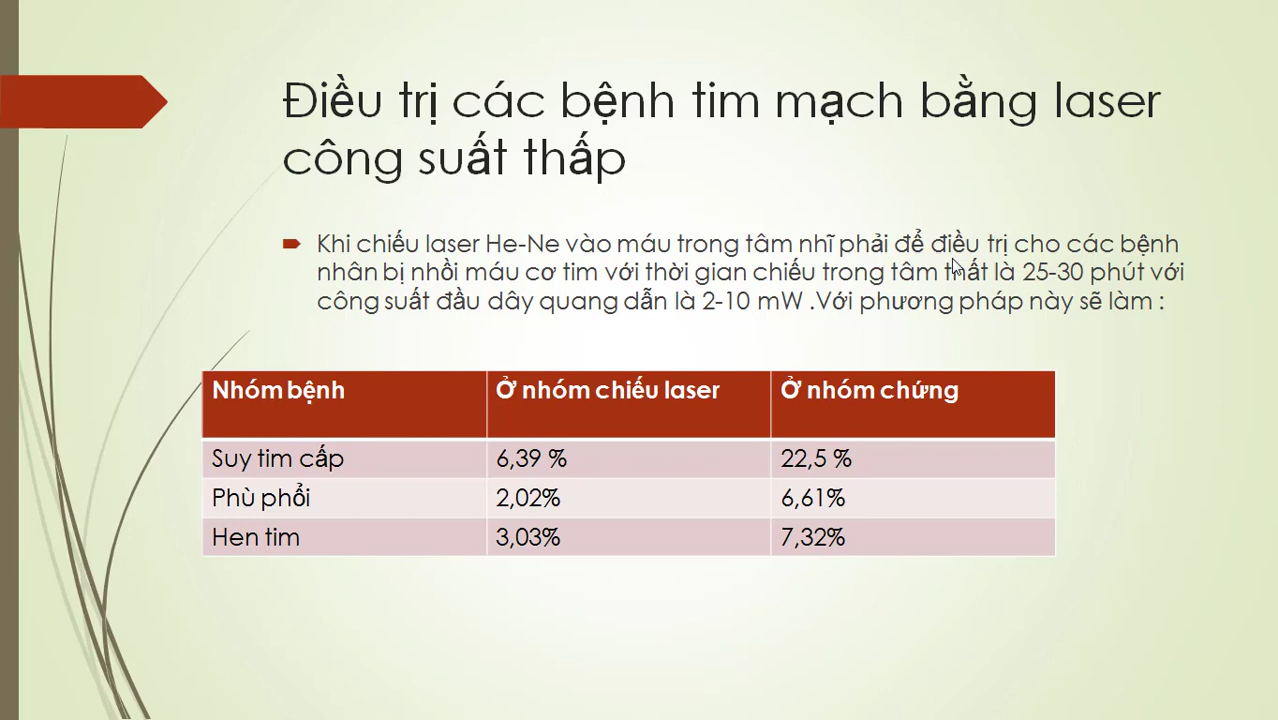 Điều trị các bệnh tim mạch bằng laser
công suất thấp
Khi chiếu laser He-Ne vào máu trong tâm nhĩ phải để điều trị cho các bệnh
nhân bị nhồi máu cơ tim với thời gian chiếu trong tâm thất là 25-30 phút với
công suất đầu dây quang dẫn là 2-10 mW .Với phương pháp này sẽ làm :
Nhóm bệnh Ở nhóm chiếu laser Ở nhóm chứng
Suy tim cấp 6,39 % 22,5 %
Phù phổi 2,02% 6,61%
Hen tim 3,03% 7,32%